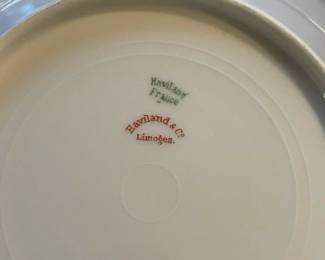 Haviland
France
Haviland & Co
Limoges.